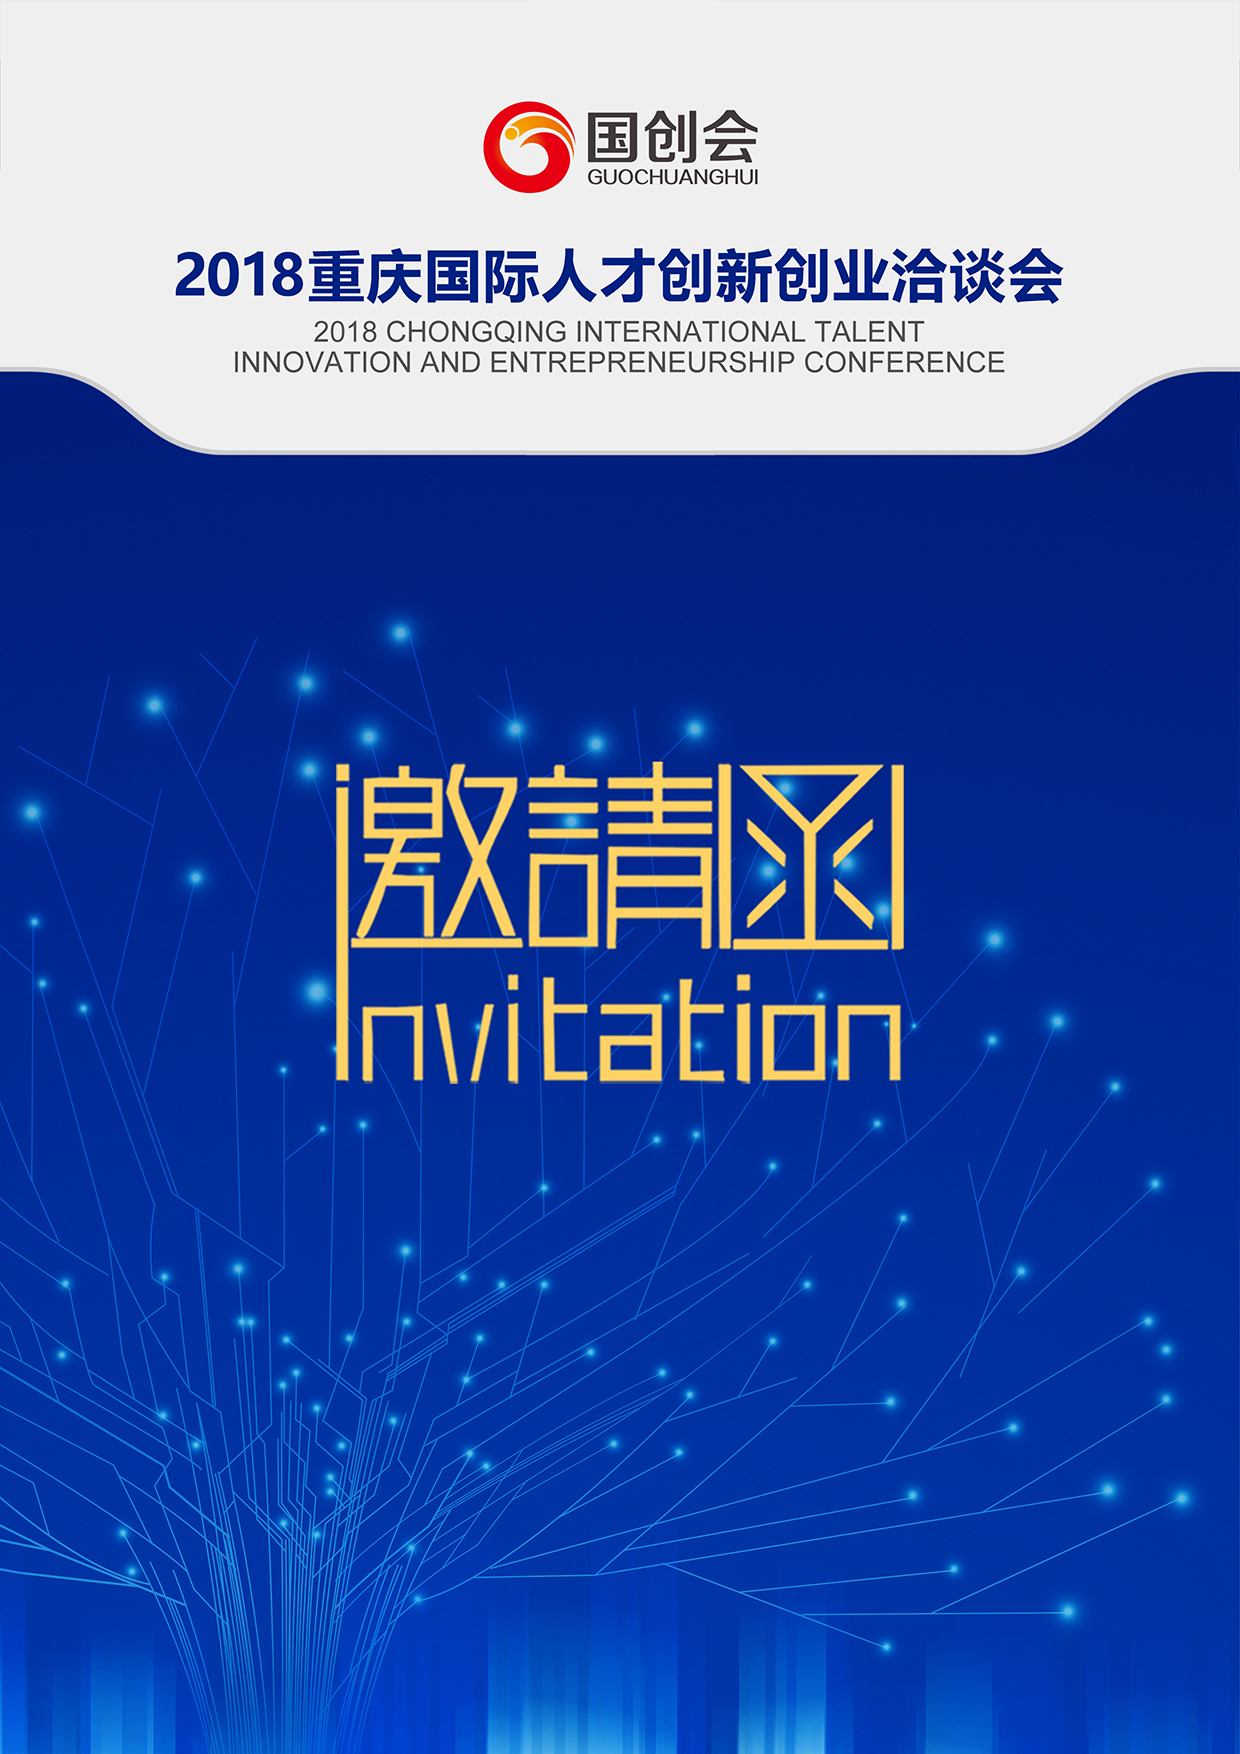 国创会
GUOCHUANGHUI
2018重庆国际人才创新创业洽谈会
2018 CHONGQING INTERNATIONAL TALENT
INNOVATION AND ENTREPRENEURSHIP CONFERENCE
邀請函
Invitation